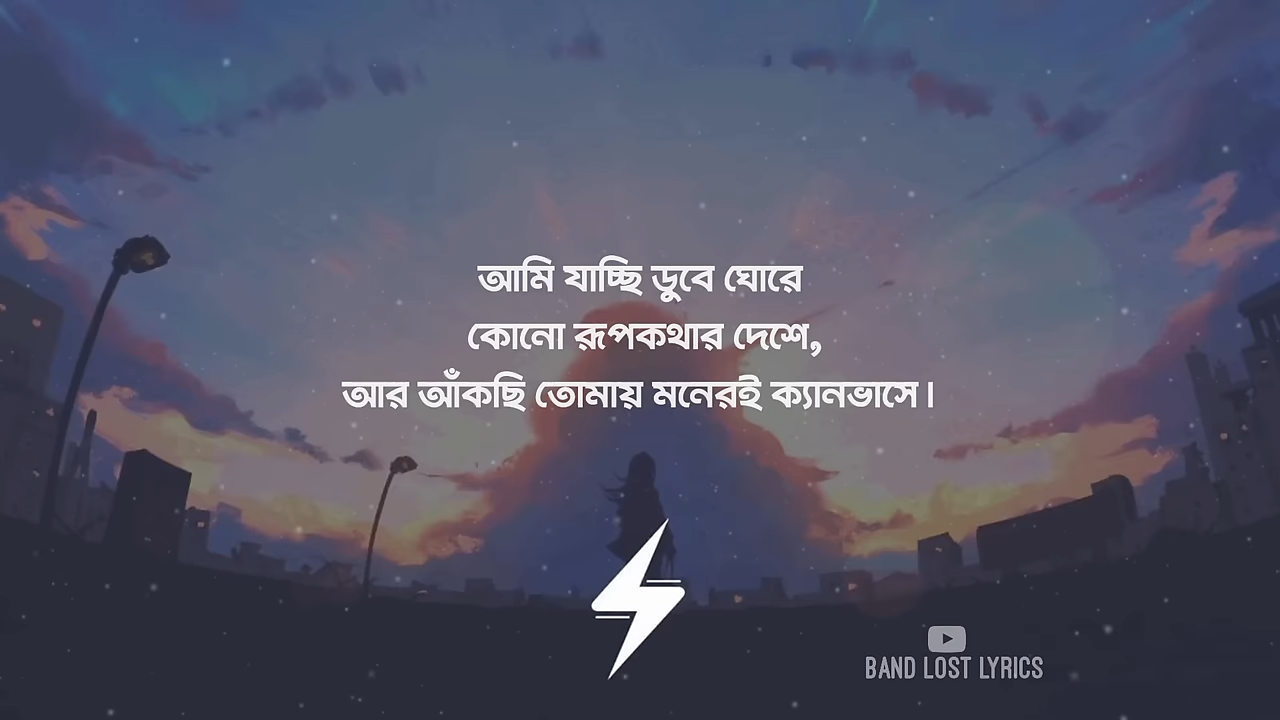 আমি যাচ্ছি ডুবে ঘোরে
কোনো রূপকথার দেশে,
আর আঁকছি তোমায় মনেরই ক্যানভাসে।
BAND LOST LYRICS